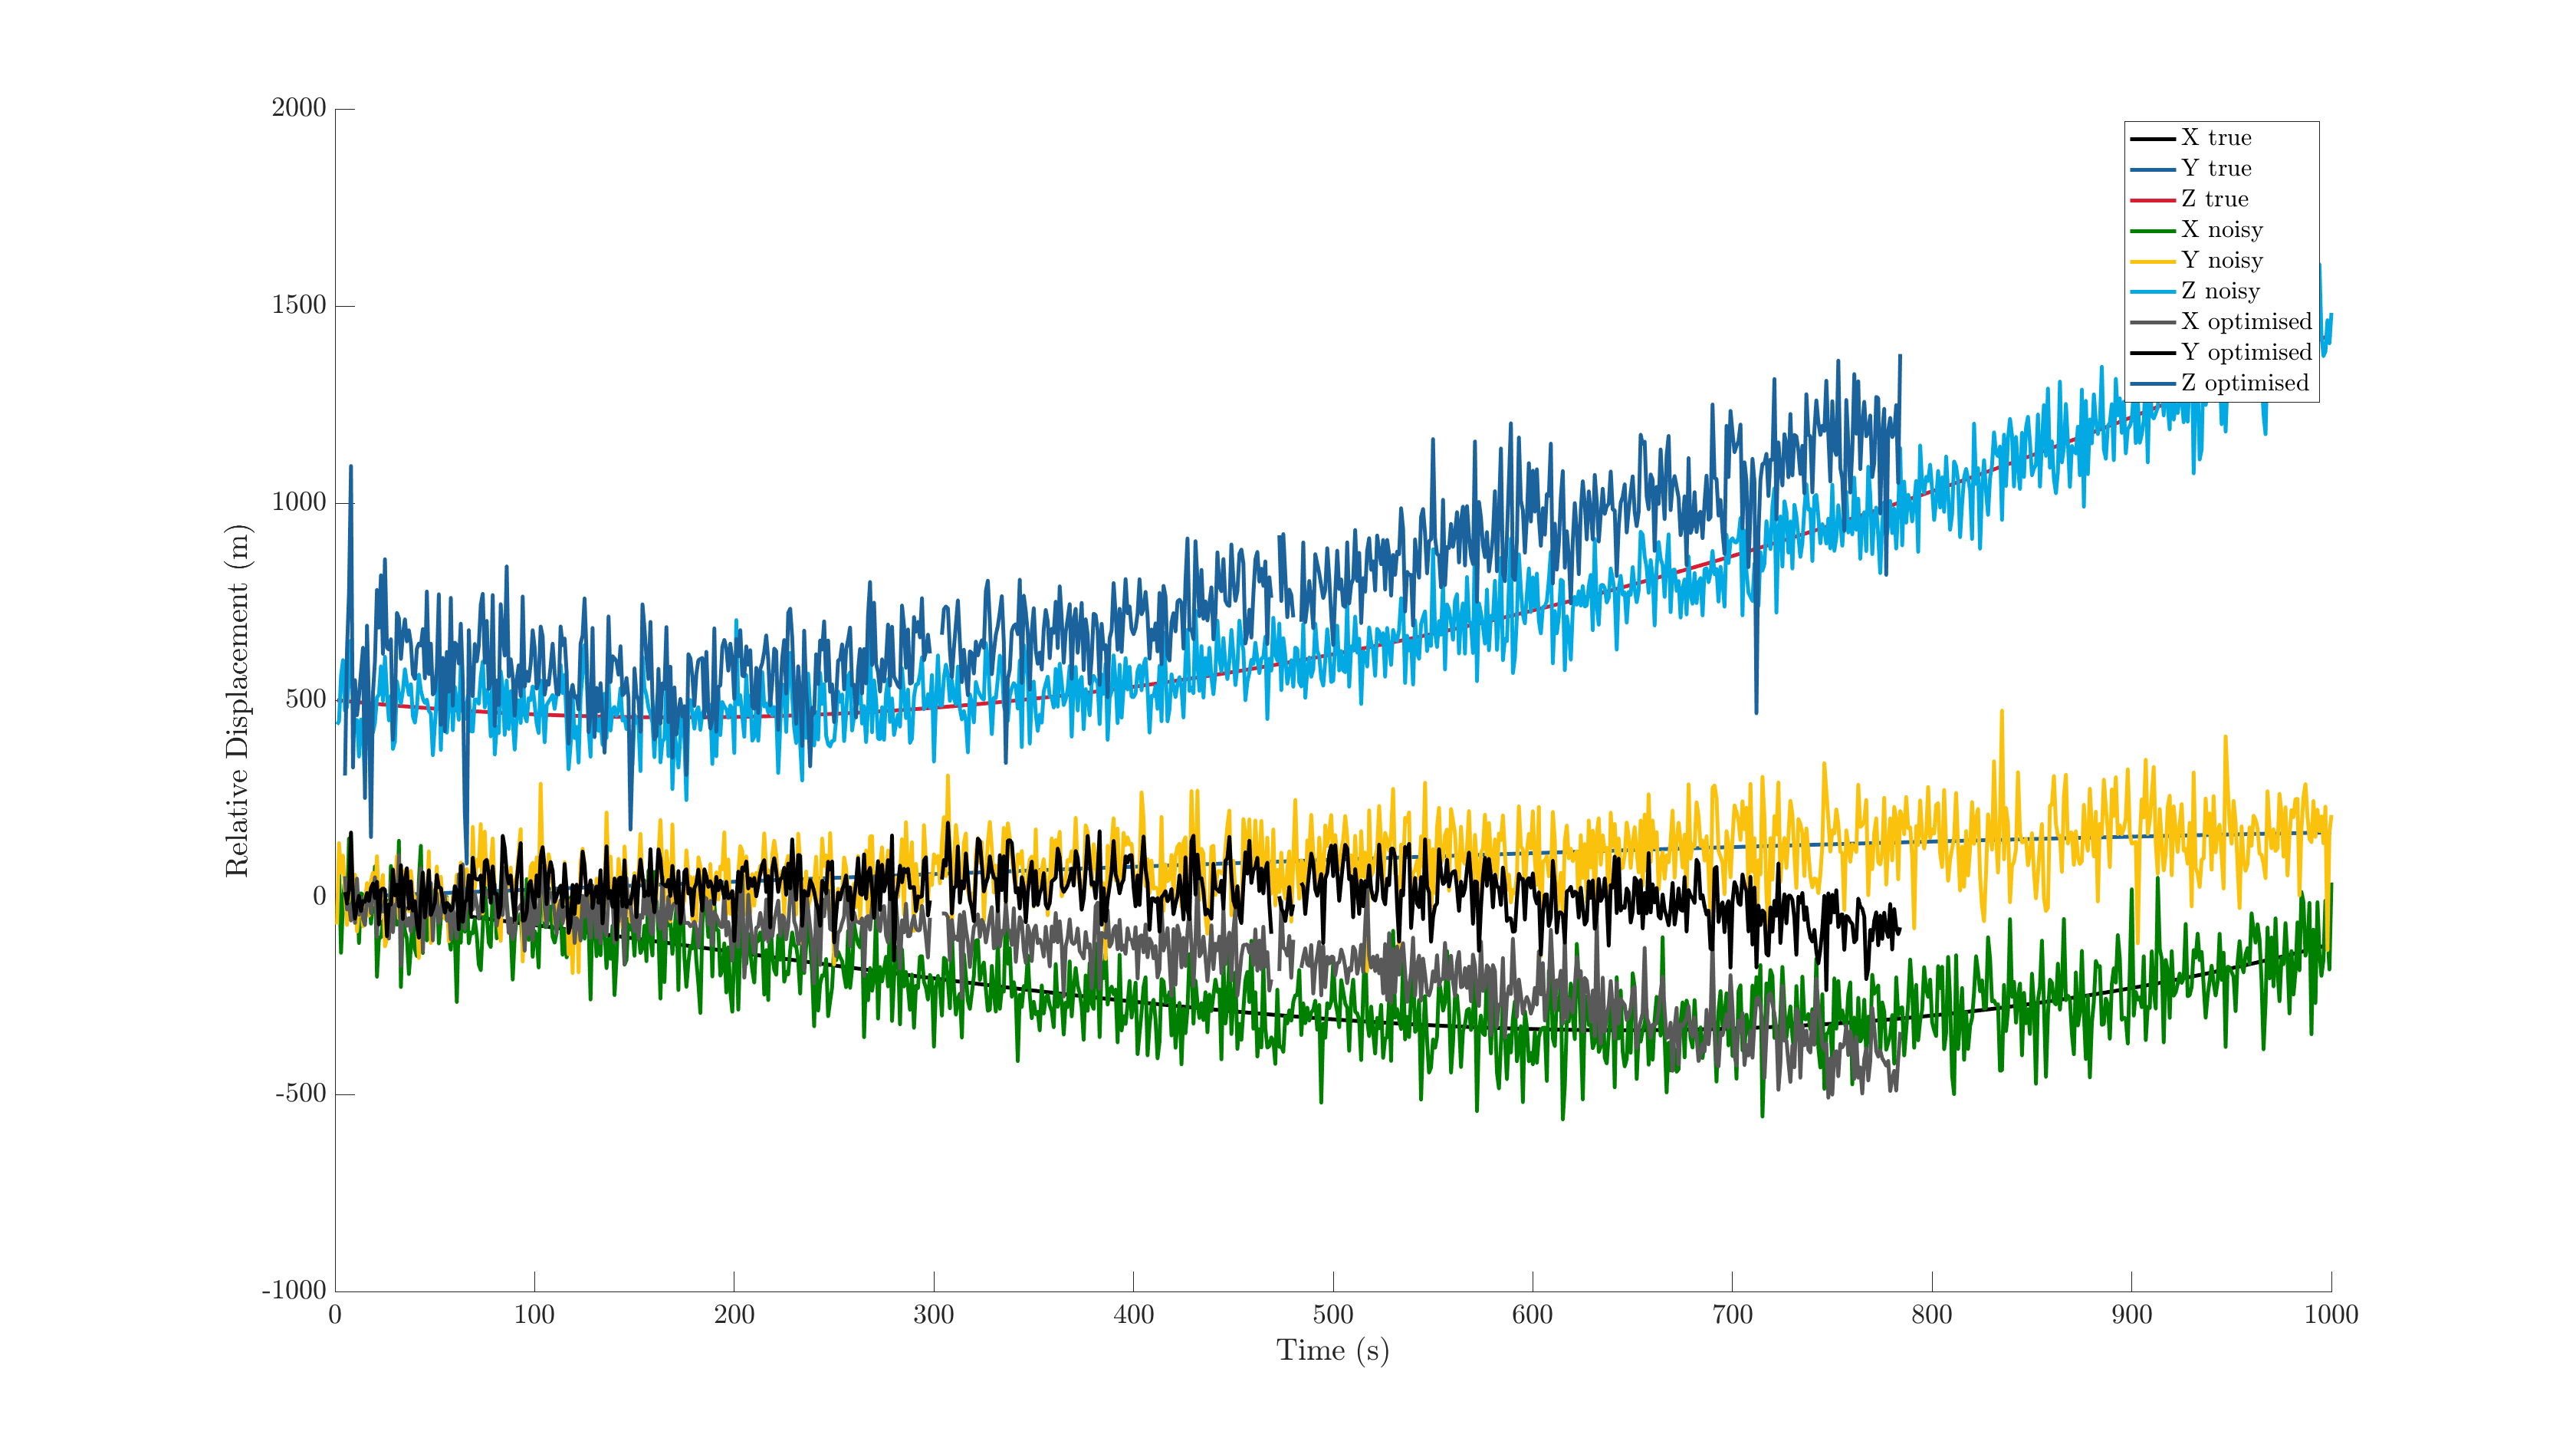 2000
1500
1000
500
0
-500
-1000
Relative Displacement (m)
X true
Y true
Z true
X noisy
Y noisy
Z noisy
X optimised
Y optimised
Z optimised
0 100 200 300 400 500 600 700 800 900 1000
Time (s)